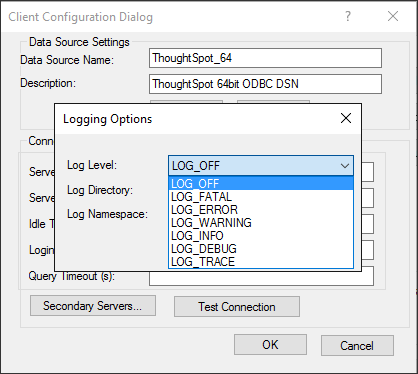 Client Configuration Dialog
Data Source Settings
Data Source Name: ThoughtSpot_64
Description: ThoughtSpot 64bit ODBC DSN
Logging Options
Conne
Log Level: LOG_OFF
Serve
LOG_OFF
Log Directory:
LOG_FATAL
Serve
LOG_ERROR
Log Namespace:
LOG_WARNING
Idle T
LOG_INFO
Login
LOG_DEBUG
LOG_TRACE
Query Timeout (s):
Secondary Servers... Test Connection
OK Cancel